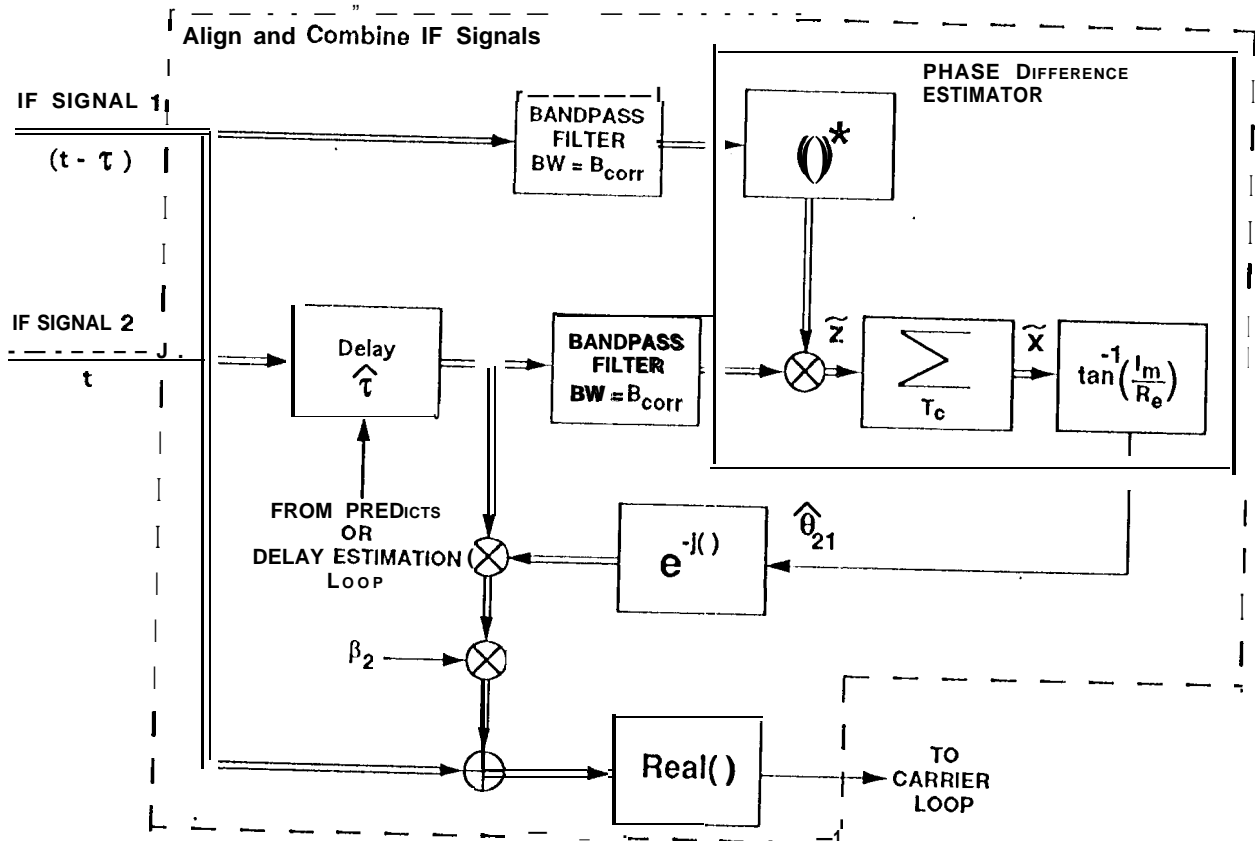 Align and Combine IF Signals
PHASE DIFFERENCE
ESTIMATOR
IF SIGNAL 1
(t - τ )
BANDPASS
FILTER
BW = B_corr
()*
IF SIGNAL 2
t
Delay
τ̂
BANDPASS
FILTER
BW = B_corr
z̃
∑
T_c
x̃
tan⁻¹(I_m/R_e)
FROM PREDICTS
OR
DELAY ESTIMATION
LOOP
e^-j()
θ̂_21
β_2
Real()
TO
CARRIER
LOOP